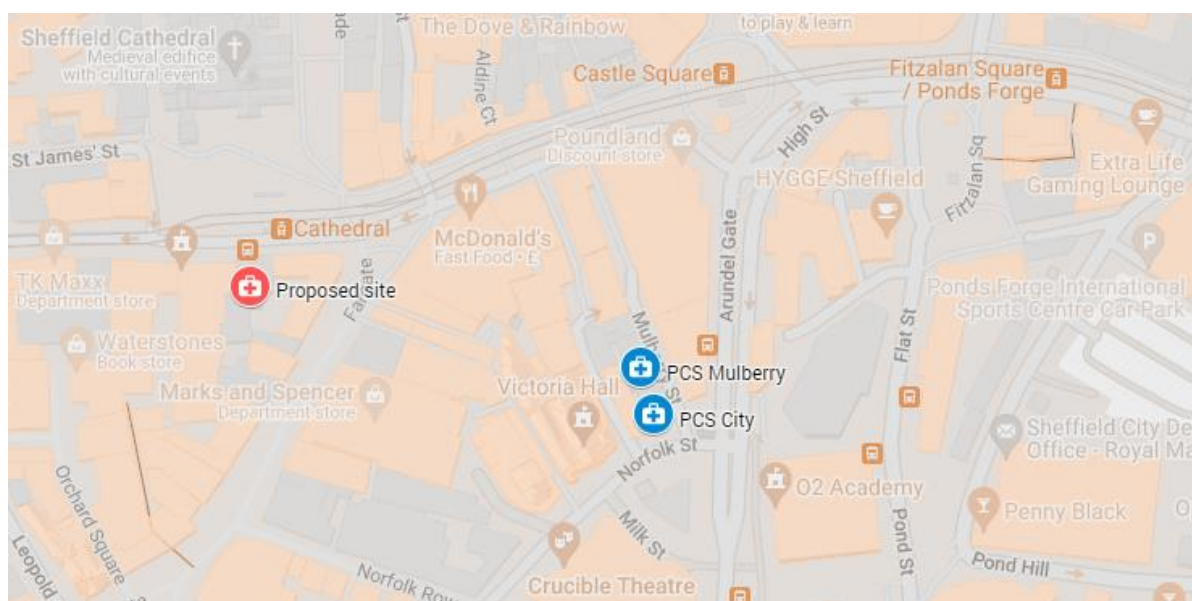 The Dove & Rainbow
to play & learn
Sheffield Cathedral
Medieval edifice
with cultural events
Aldine Ct
Castle Square
Fitzalan Square
/ Ponds Forge
High St
Poundland
Discount store
St James' St
Extra Life
Gaming Lounge
HYGGE Sheffield
Fitzalan Sq
Cathedral
McDonald's
Fast Food • £
Arundel Gate
TK Maxx
Department store
Proposed site
Ponds Forge International
Sports Centre Car Park
Flat St
Waterstones
Book store
PCS Mulberry
Marks and Spencer
Department store
Victoria Hall
PCS City
Sheffield City De
Office - Royal Ma
Norfolk St
O2 Academy
Penny Black
O
Orchard Square
Milk St
Pond St
Leopold
Norfolk Row
Crucible Theatre
Pond Hill